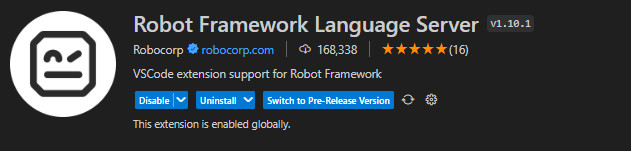 Robot Framework Language Server v1.10.1
Robocorp robocorp.com 168,338 (16)
VSCode extension support for Robot Framework
Disable Uninstall Switch to Pre-Release Version
This extension is enabled globally.